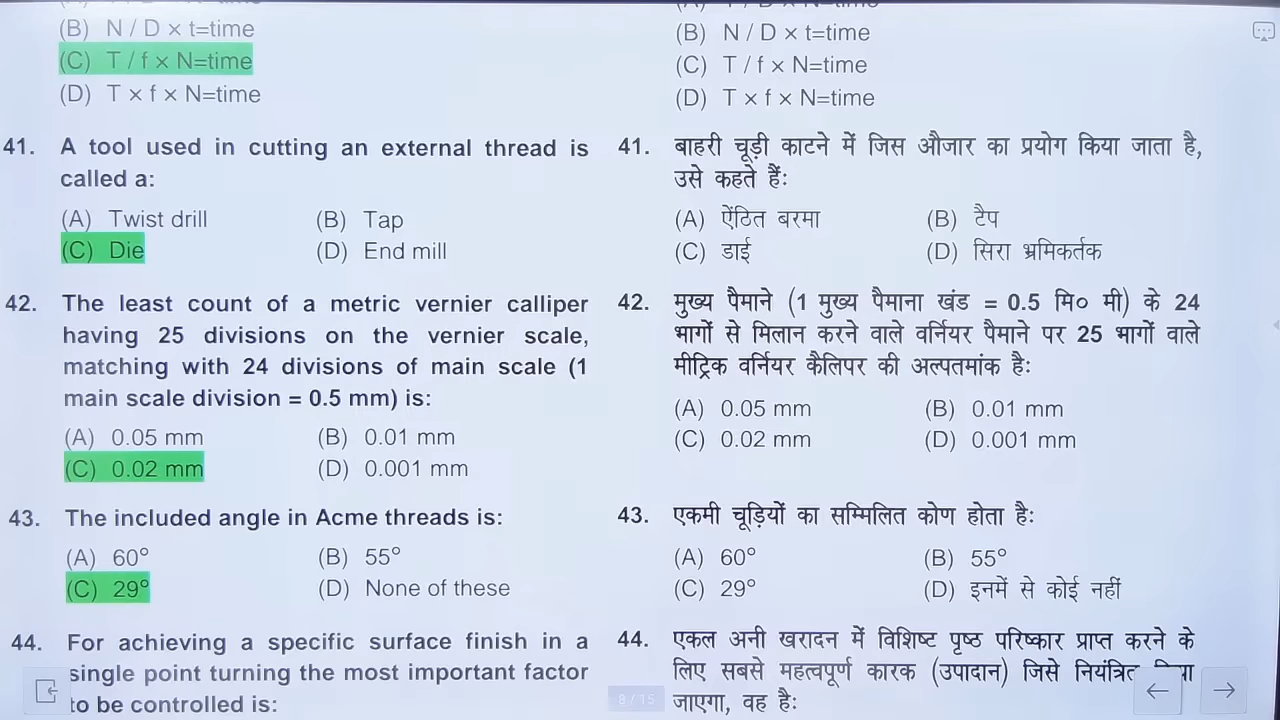 (B) N / D × t=time
(C) T / f × N=time
(D) T × f × N=time
41. A tool used in cutting an external thread is
called a:
(A) Twist drill (B) Tap
(C) Die (D) End mill
42. The least count of a metric vernier calliper
having 25 divisions on the vernier scale,
matching with 24 divisions of main scale (1
main scale division = 0.5 mm) is:
(A) 0.05 mm (B) 0.01 mm
(C) 0.02 mm (D) 0.001 mm
43. The included angle in Acme threads is:
(A) 60° (B) 55°
(C) 29° (D) None of these
44. For achieving a specific surface finish in a
single point turning the most important factor
to be controlled is:
(B) N / D × t=time
(C) T / f × N=time
(D) T × f × N=time
41. बाहरी चूड़ी काटने में जिस औजार का प्रयोग किया जाता है,
उसे कहते हैंः
(A) ऐंठित बरमा (B) टैप
(C) डाई (D) सिरा भ्रमिकर्तक
42. मुख्य पैमाने (1 मुख्य पैमाना खंड = 0.5 मि० मी) के 24
भागों से मिलान करने वाले वर्नियर पैमाने पर 25 भागों वाले
मीट्रिक वर्नियर कैलिपर की अल्पतमांक हैः
(A) 0.05 mm (B) 0.01 mm
(C) 0.02 mm (D) 0.001 mm
43. एकमी चूड़ियों का सम्मिलित कोण होता हैः
(A) 60° (B) 55°
(C) 29° (D) इनमें से कोई नहीं
44. एकल अनी खरादन में विशिष्ट पृष्ठ परिष्कार प्राप्त करने के
लिए सबसे महत्वपूर्ण कारक (उपादान) जिसे नियंत्रित
जाएगा, वह हैः
8 / 15